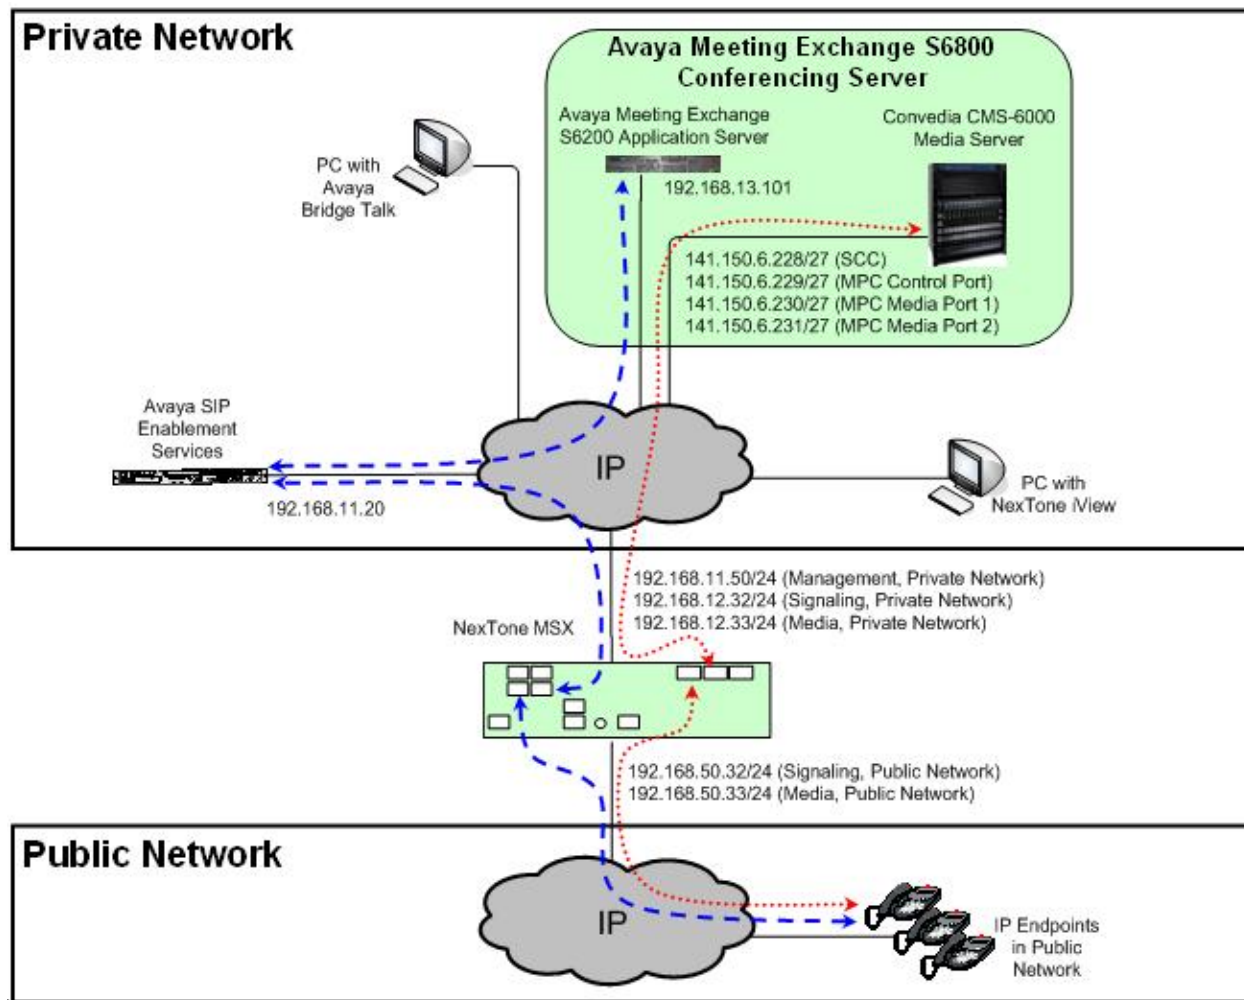 Private Network
Avaya Meeting Exchange S6800
Conferencing Server
Avaya Meeting Exchange
S6200 Application Server
Convedia CMS-6000
Media Server
PC with
Avaya
Bridge Talk
192.168.13.101
141.150.6.228/27 (SCC)
141.150.6.229/27 (MPC Control Port)
141.150.6.230/27 (MPC Media Port 1)
141.150.6.231/27 (MPC Media Port 2)
Avaya SIP
Enablement
Services
192.168.11.20
IP
PC with
NexTone iView
192.168.11.50/24 (Management, Private Network)
192.168.12.32/24 (Signaling, Private Network)
192.168.12.33/24 (Media, Private Network)
NexTone MSX
192.168.50.32/24 (Signaling, Public Network)
192.168.50.33/24 (Media, Public Network)
Public Network
IP
IP Endpoints
in Public
Network